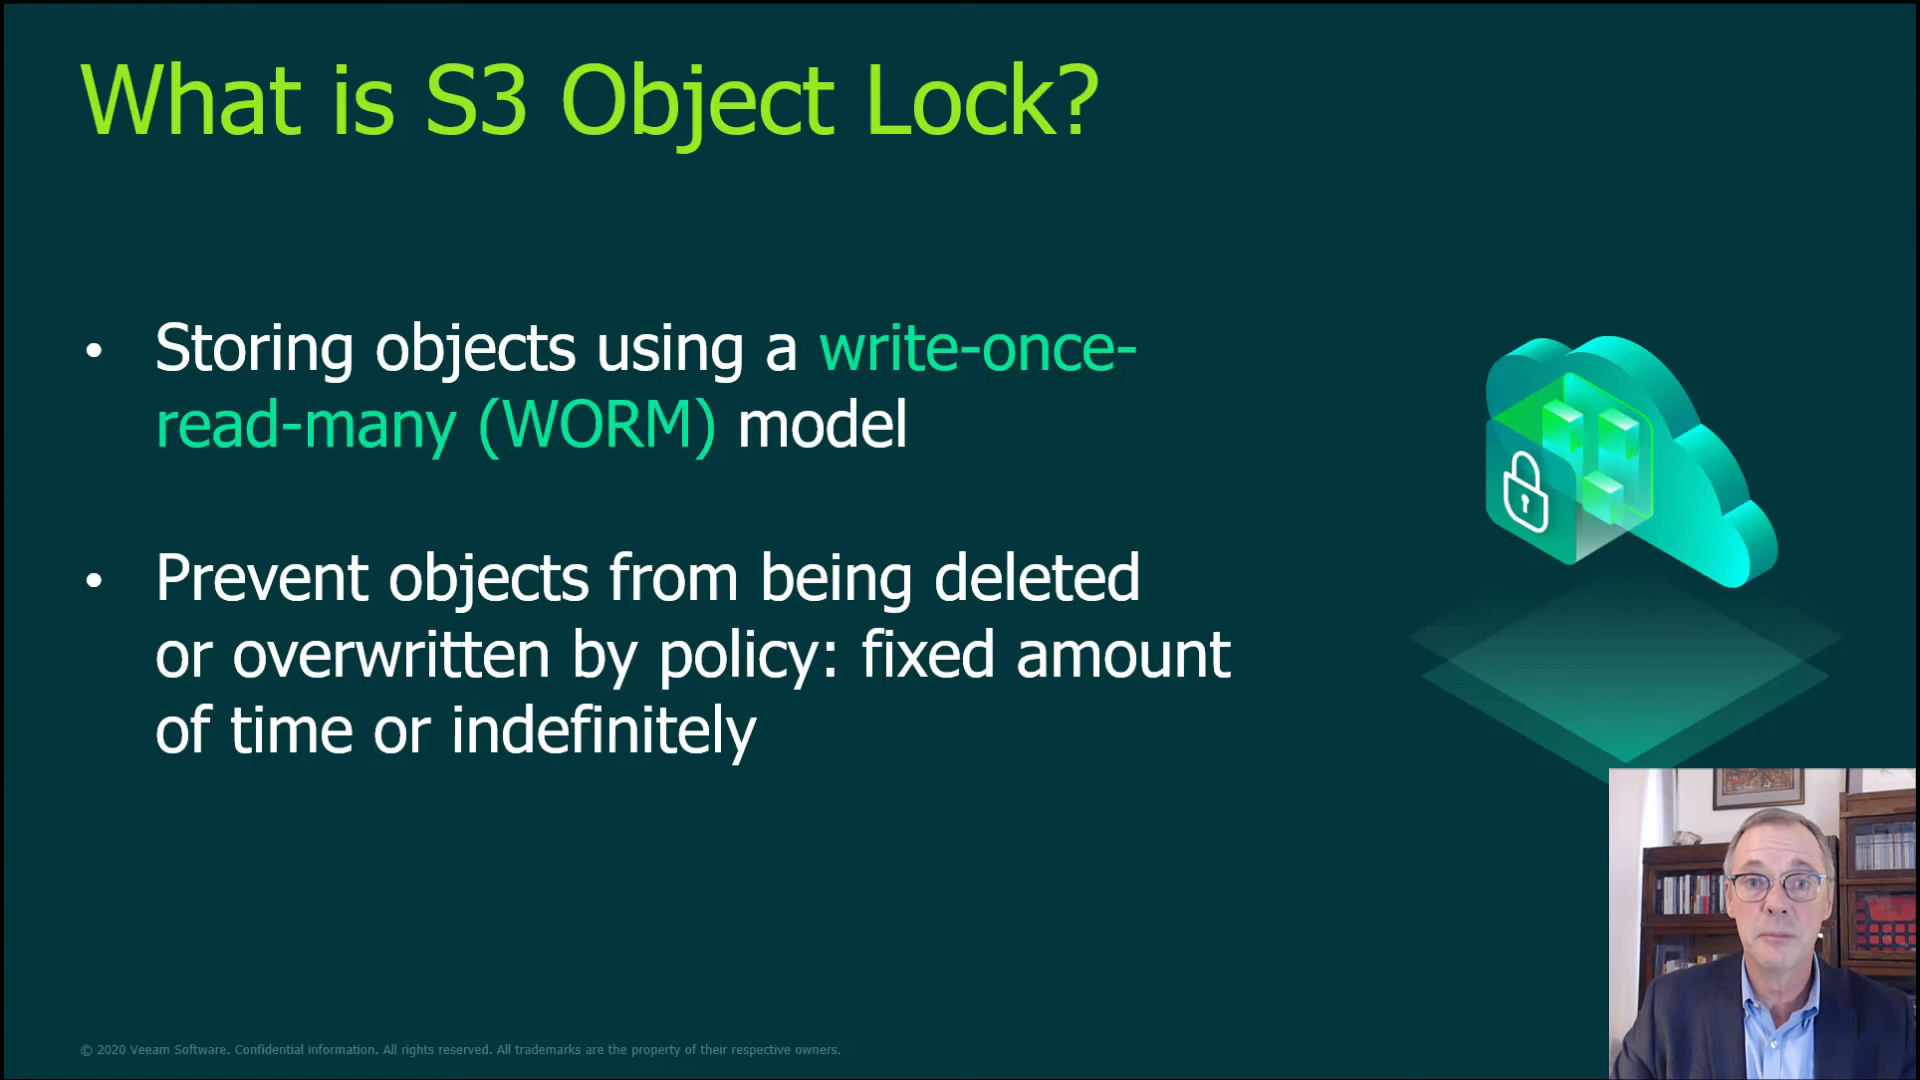 What is S3 Object Lock?
• Storing objects using a write-once-
read-many (WORM) model
• Prevent objects from being deleted
or overwritten by policy: fixed amount
of time or indefinitely
© 2020 Veeam Software. Confidential information. All rights reserved. All trademarks are the property of their respective owners.